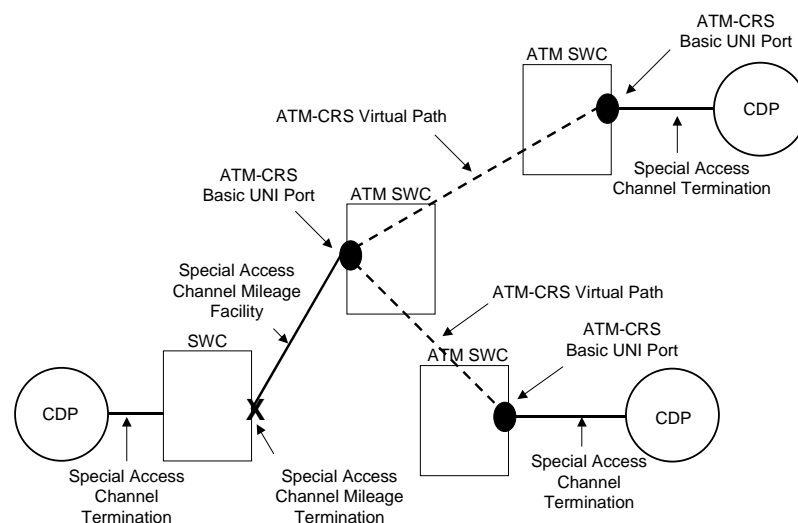 ATM-CRS
Basic UNI Port
ATM SWC
CDP
ATM-CRS Virtual Path
Special Access
Channel Termination
ATM-CRS
Basic UNI Port
ATM SWC
Special Access
Channel Mileage
Facility
ATM-CRS Virtual Path
ATM-CRS
Basic UNI Port
SWC
ATM SWC
CDP
X
CDP
Special Access
Channel
Termination
Special Access
Channel Mileage
Termination
Special Access
Channel
Termination